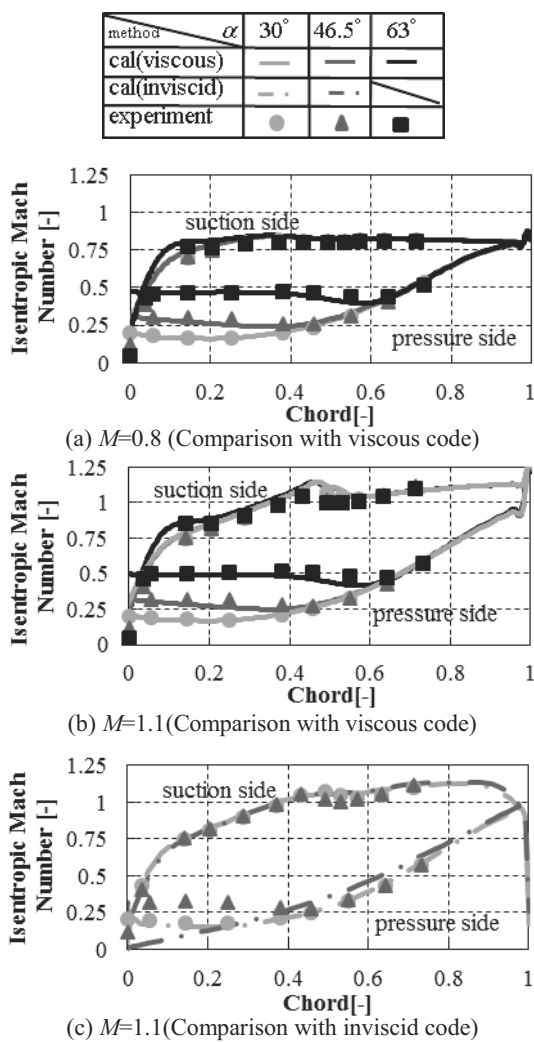 method α 30° 46.5° 63°
cal(viscous)
cal(inviscid)
experiment
Isentropic Mach
Number [-]
1.25
1
0.75
0.5
0.25
0
suction side
pressure side
0 0.2 0.4 0.6 0.8 1
Chord[-]
(a) M=0.8 (Comparison with viscous code)
Isentropic Mach
Number [-]
1.25
1
0.75
0.5
0.25
0
suction side
pressure side
0 0.2 0.4 0.6 0.8 1
Chord[-]
(b) M=1.1(Comparison with viscous code)
Isentropic Mach
Number [-]
1.25
1
0.75
0.5
0.25
0
suction side
pressure side
0 0.2 0.4 0.6 0.8 1
Chord[-]
(c) M=1.1(Comparison with inviscid code)